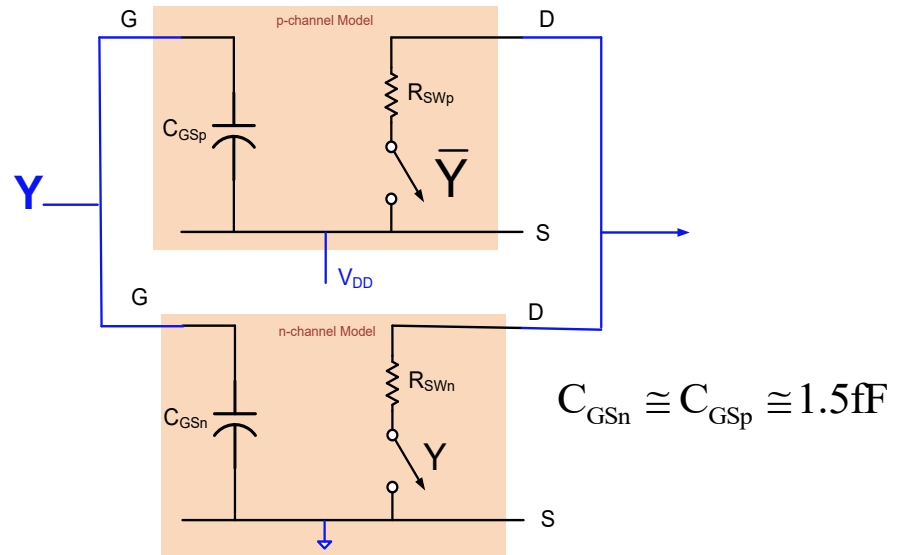 G
p-channel Model
D
C_GSp
R_SWp
Y̅
Y
S
V_DD
G
n-channel Model
D
C_GSn
R_SWn
Y
C_GSn ≅ C_GSp ≅ 1.5fF
S